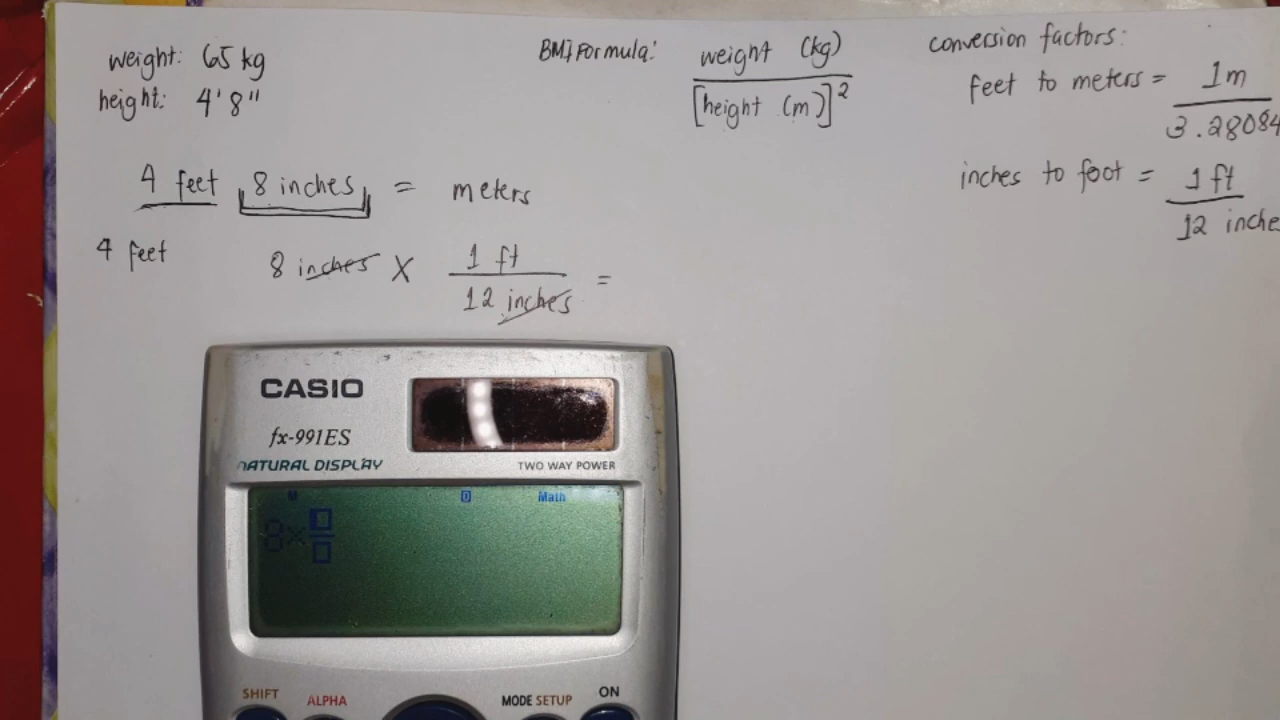 weight: 65 kg
height: 4'8"
BMI Formula: weight (kg)
[height (m)]²
conversion factors:
feet to meters = 1m
3.28084
inches to foot = 1 ft
12 inche
4 feet 8 inches = meters
4 feet 8 inches X 1 ft
12 inches =
CASIO
fx-991ES
NATURAL DISPLAY
TWO WAY POWER
M D Math
8×
SHIFT ALPHA MODE SETUP ON